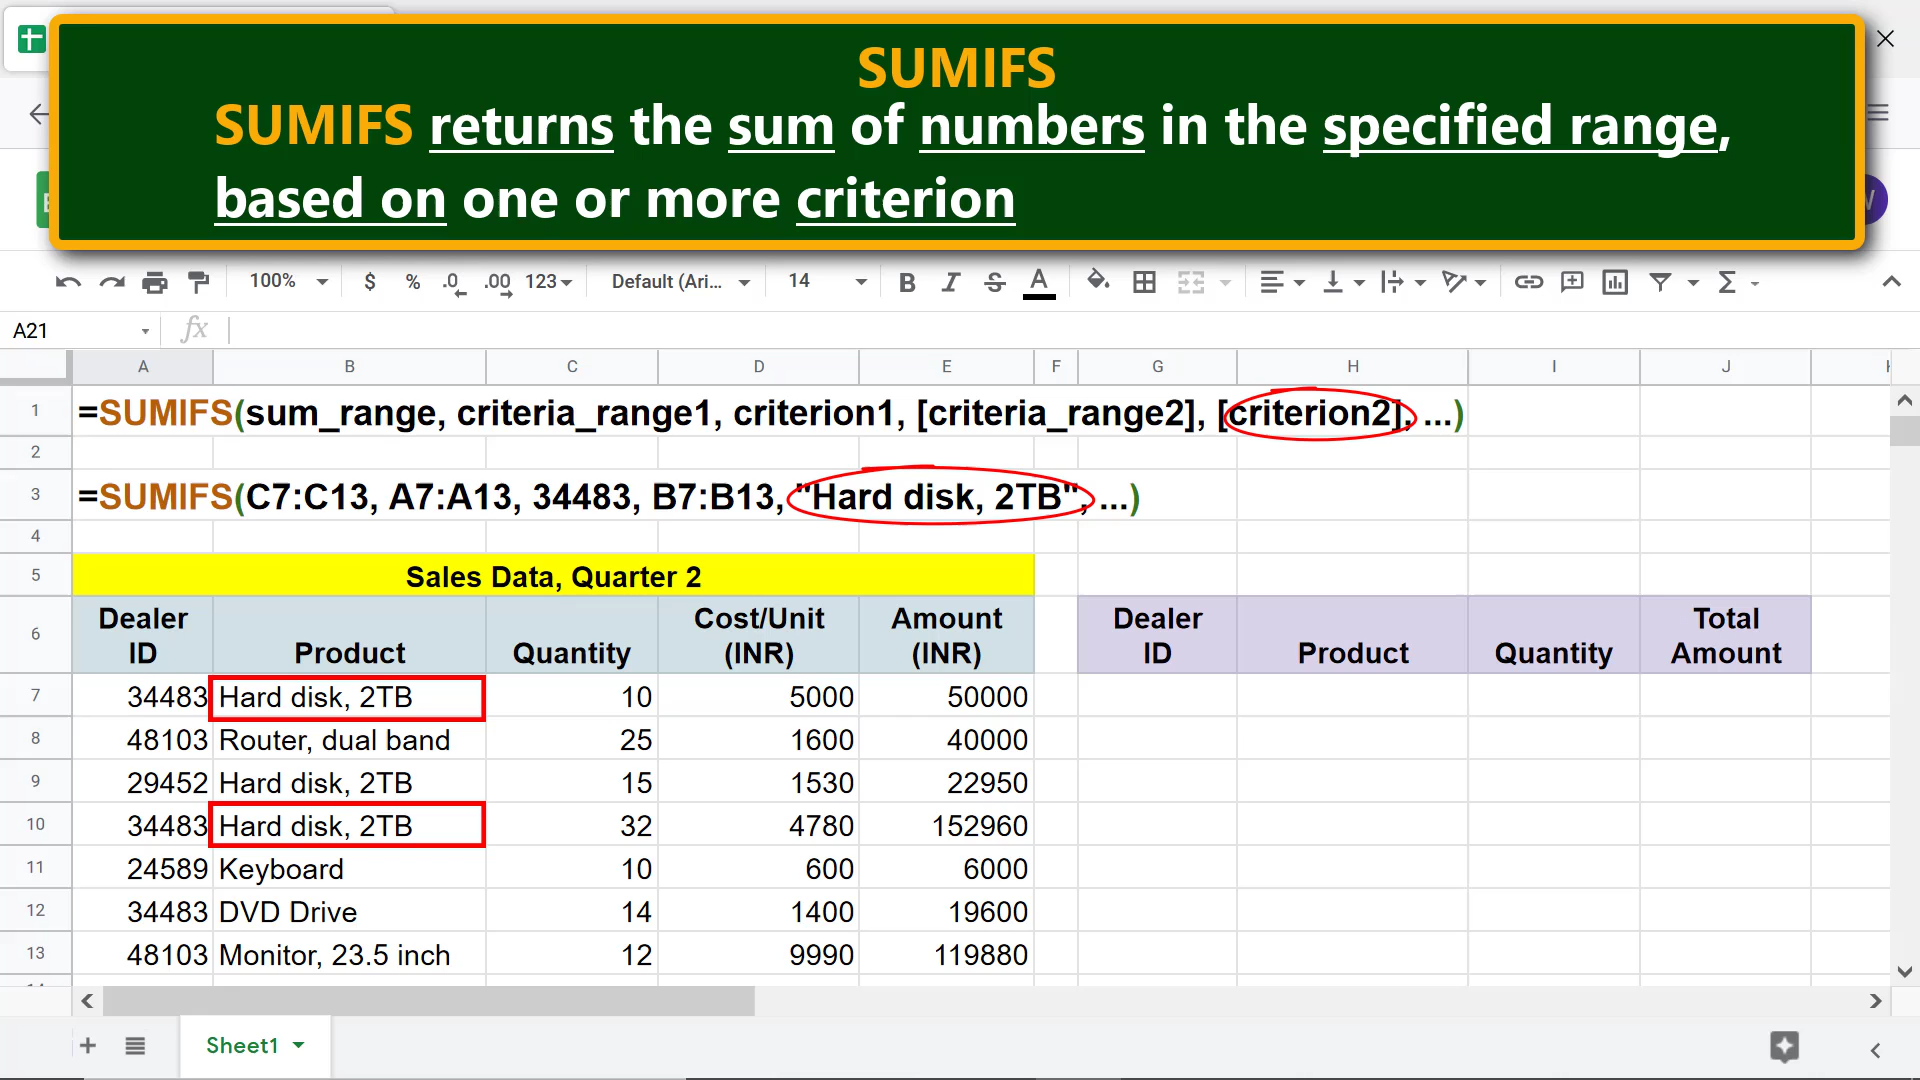 SUMIFS
SUMIFS returns the sum of numbers in the specified range,
based on one or more criterion
100% $ % .0 .00 123 Default (Ari... 14 B I S A
A21 fx
A B C D E F G H I J
1 =SUMIFS(sum_range, criteria_range1, criterion1, [criteria_range2], [criterion2], ...)
2
3 =SUMIFS(C7:C13, A7:A13, 34483, B7:B13, "Hard disk, 2TB", ...)
4
5 Sales Data, Quarter 2
Dealer Cost/Unit Amount Dealer Total
6 ID Product Quantity (INR) (INR) ID Product Quantity Amount
7 34483 Hard disk, 2TB 10 5000 50000
8 48103 Router, dual band 25 1600 40000
9 29452 Hard disk, 2TB 15 1530 22950
10 34483 Hard disk, 2TB 32 4780 152960
11 24589 Keyboard 10 600 6000
12 34483 DVD Drive 14 1400 19600
13 48103 Monitor, 23.5 inch 12 9990 119880
Sheet1